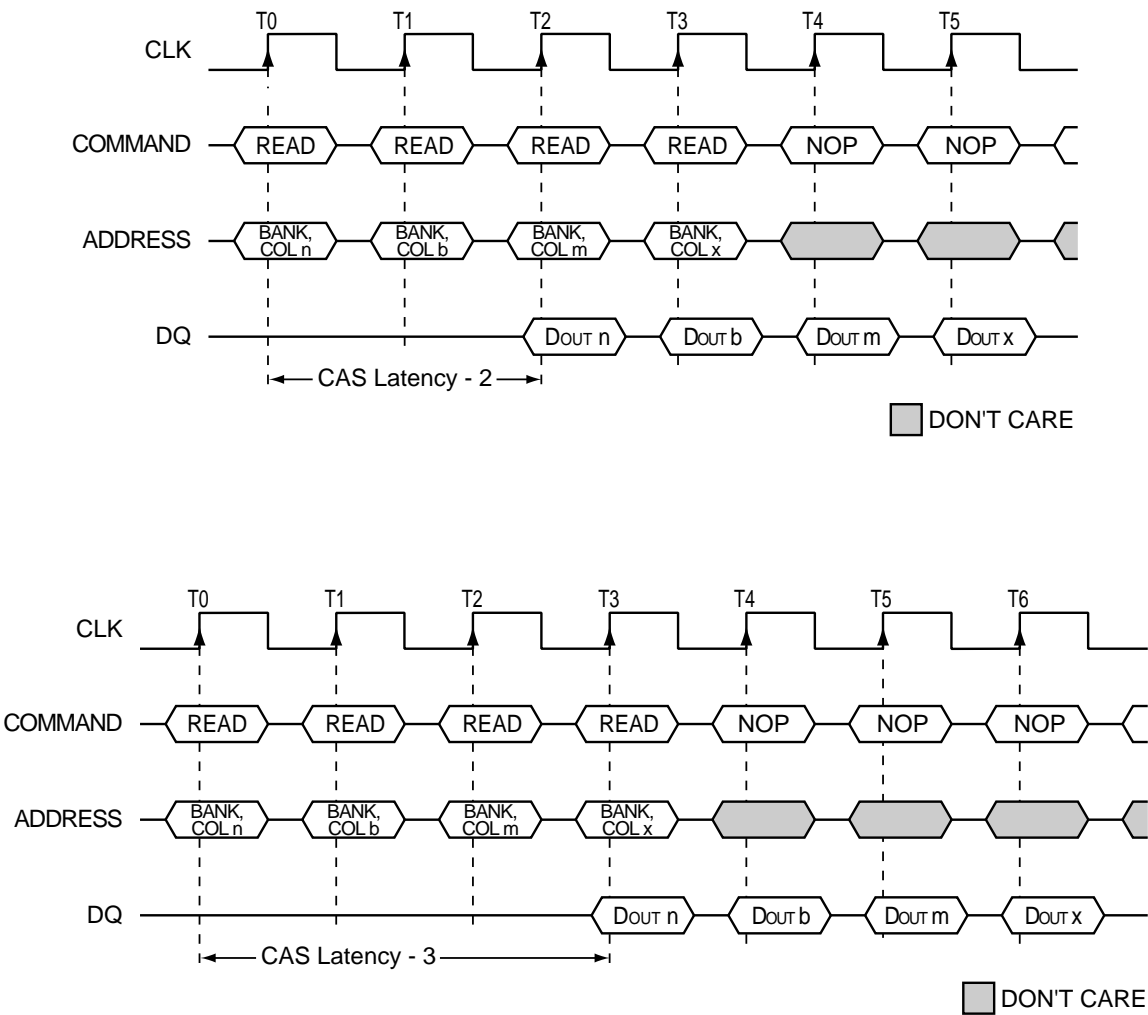 T0 T1 T2 T3 T4 T5
CLK
COMMAND READ READ READ READ NOP NOP
ADDRESS BANK, COL n BANK, COL b BANK, COL m BANK, COL x
DQ DOUT n DOUT b DOUT m DOUT x
CAS Latency - 2
DON'T CARE
T0 T1 T2 T3 T4 T5 T6
CLK
COMMAND READ READ READ READ NOP NOP NOP
ADDRESS BANK, COL n BANK, COL b BANK, COL m BANK, COL x
DQ DOUT n DOUT b DOUT m DOUT x
CAS Latency - 3
DON'T CARE